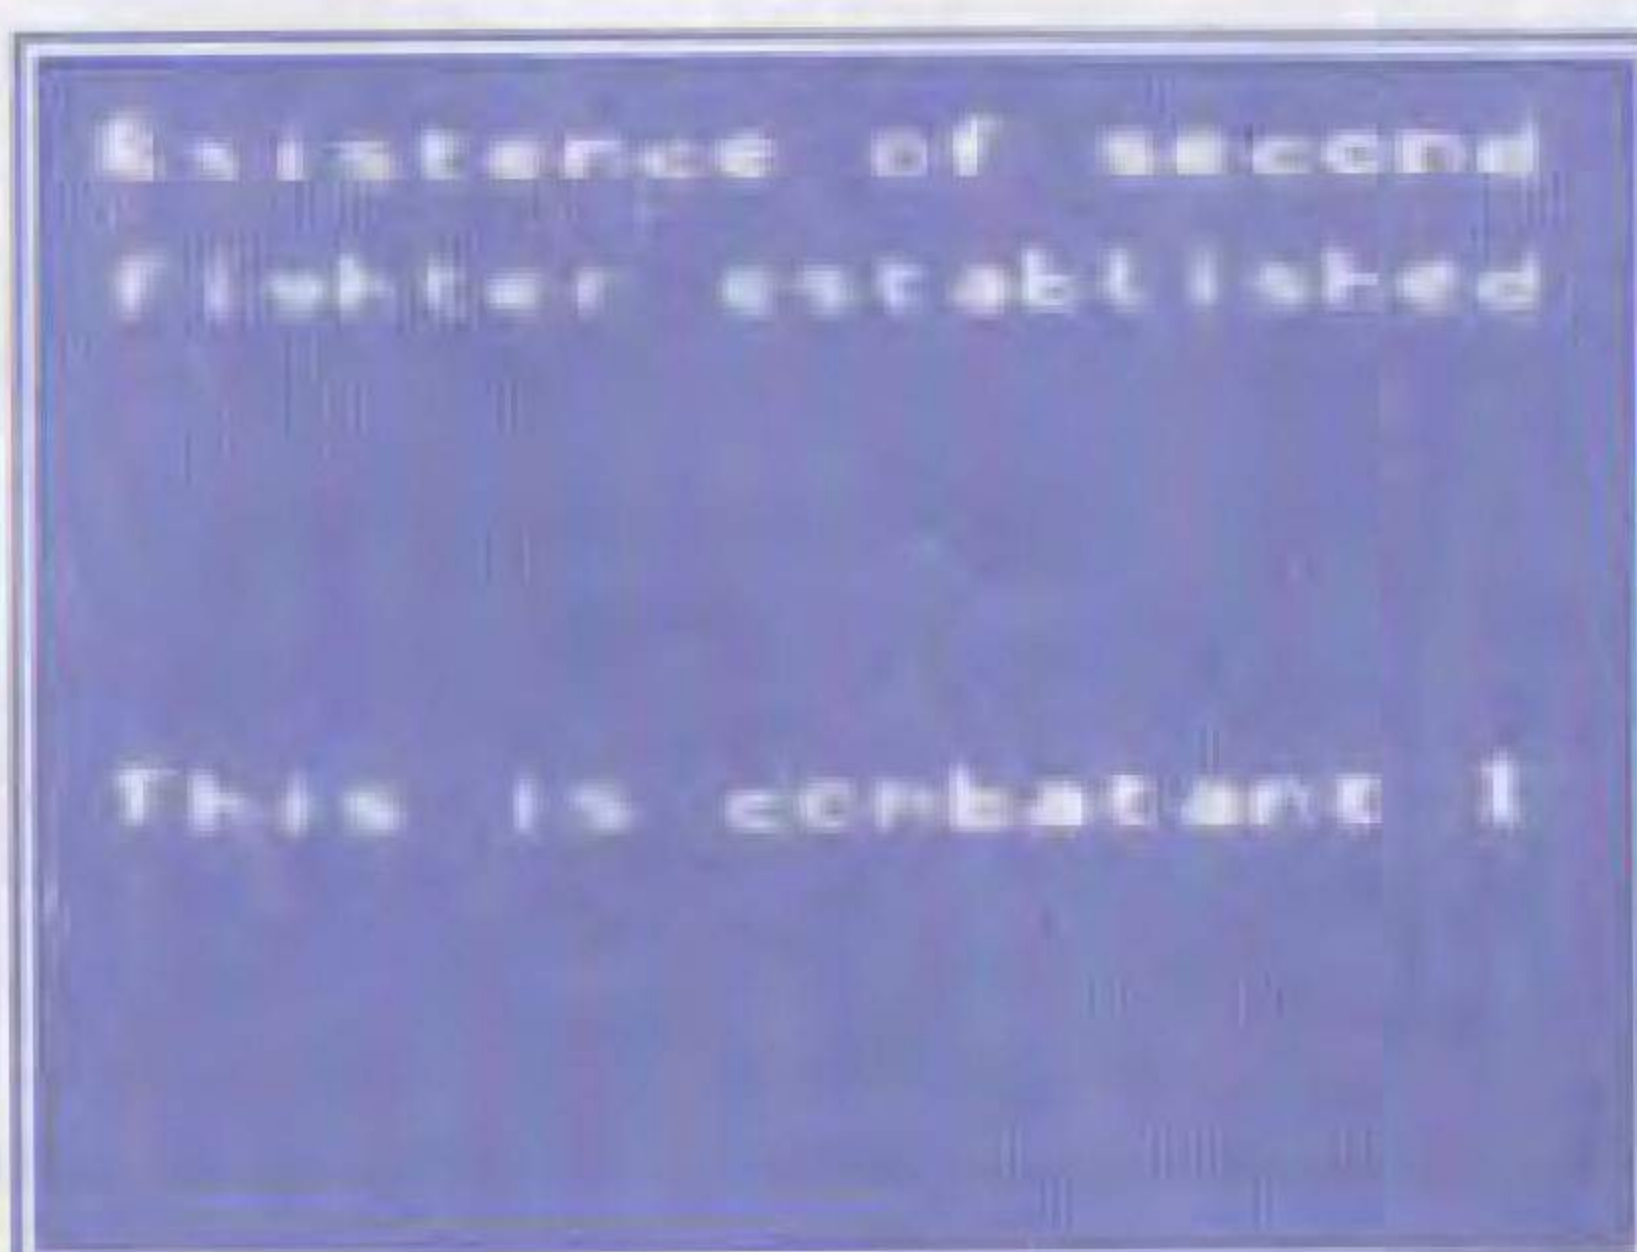 Existence of second
fighter established
This is combatant 1